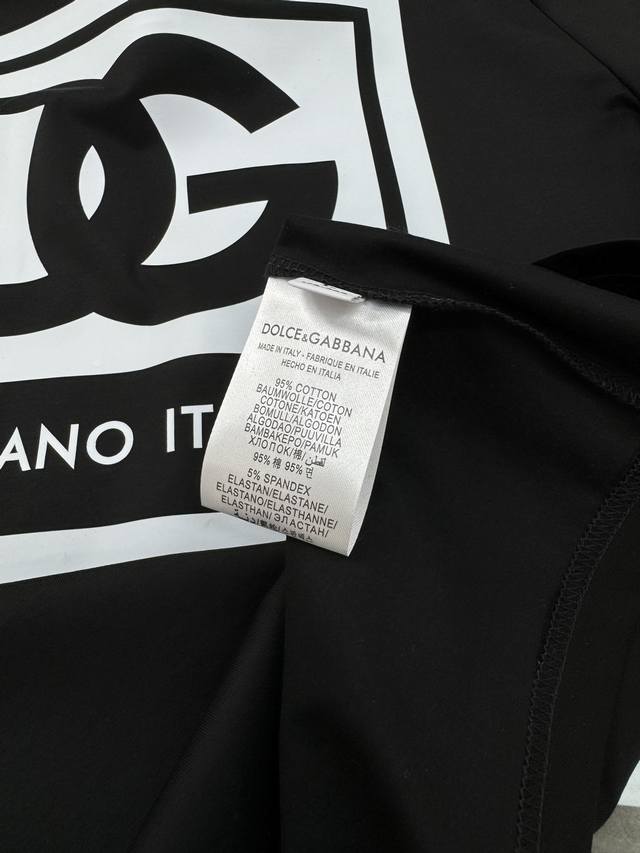 DG
ANO IT
DOLCE&GABBANA
MADE IN ITALY - FABRIQUE EN ITALIE
HECHO EN ITALIA
95% COTTON
BAUMWOLLE/COTON
COTONE/KATOEN
BOMULL/ALGODON
ALGODAO/PUUVILLA
ΒΑΜΒΑΚΕΡΟ/PAMUK
ХЛОПОК/棉/قطن
95% 棉 95% 면
5% SPANDEX
ELASTAN/ELASTANE/
ELASTANO/ELASTHANNE/
ELASTHAN/ЭЛАСТАН/